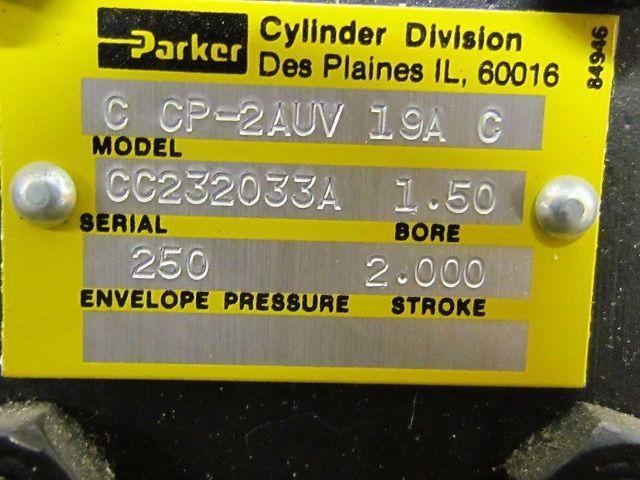 Parker Cylinder Division
Des Plaines IL, 60016
84946
C CP-2AUV 19A C
MODEL
CC232033A 1.50
SERIAL BORE
250 2.000
ENVELOPE PRESSURE STROKE